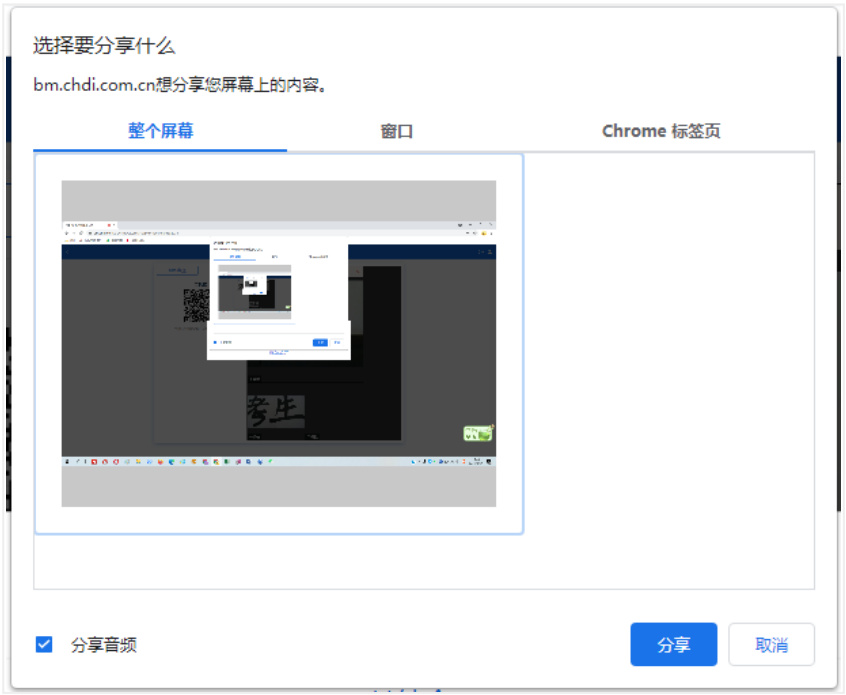 选择要分享什么
bm.chdi.com.cn想分享您屏幕上的内容。
整个屏幕
窗口
Chrome 标签页
考生
分享音频
分享
取消